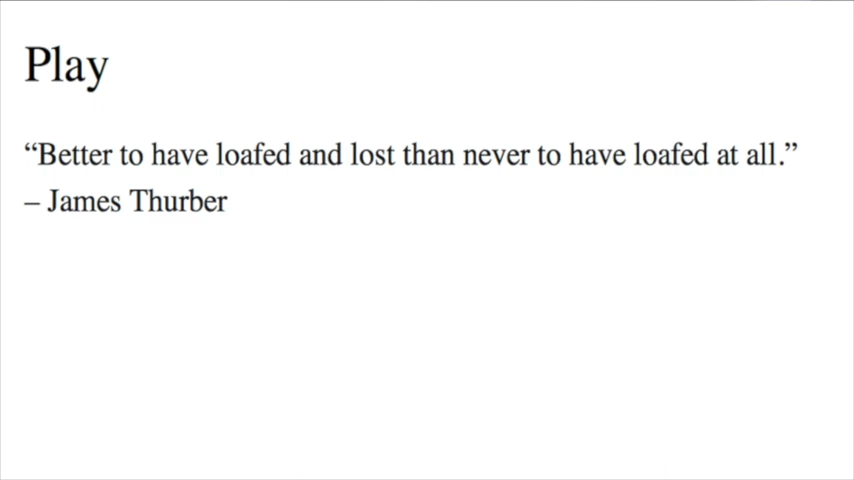 Play
“Better to have loafed and lost than never to have loafed at all.”
– James Thurber